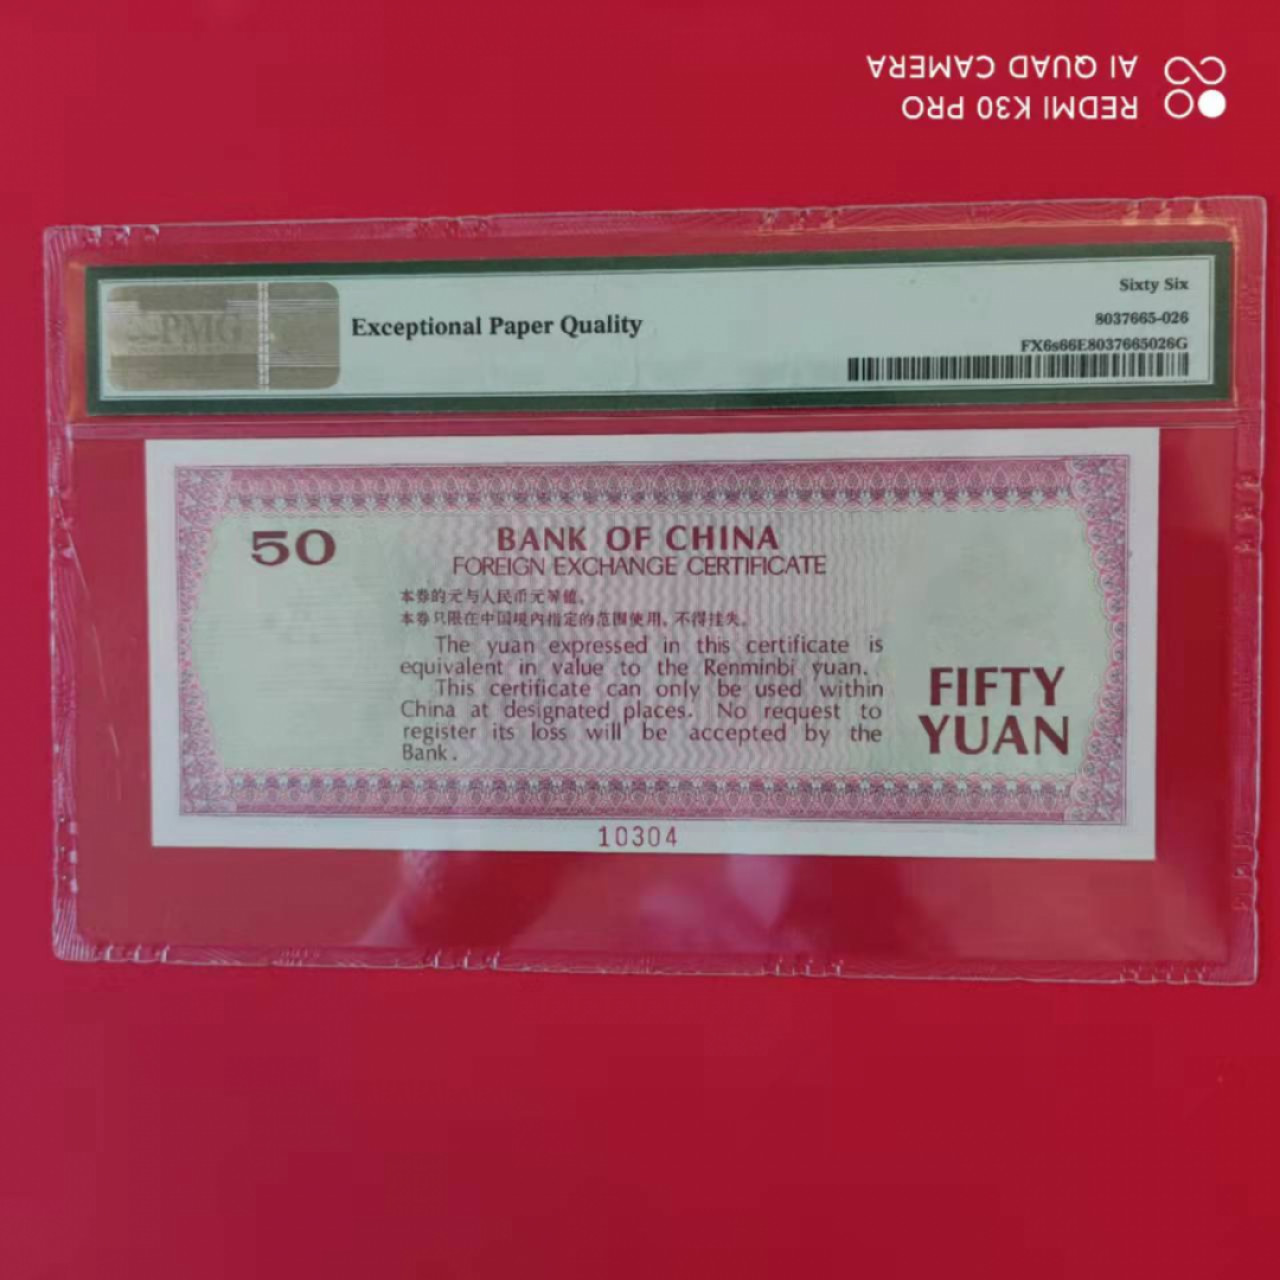 REDMI K30 PRO
AI QUAD CAMERA
PMG
Exceptional Paper Quality
Sixty Six
8037665-026
FX6s66E8037665026G
50
BANK OF CHINA
FOREIGN EXCHANGE CERTIFICATE
本券的元与人民币元等值。
本券只限在中国境内指定的范围使用,不得挂失。
The yuan expressed in this certificate is
equivalent in value to the Renminbi yuan.
This certificate can only be used within
China at designated places. No request to
register its loss will be accepted by the
Bank.
FIFTY
YUAN
10304